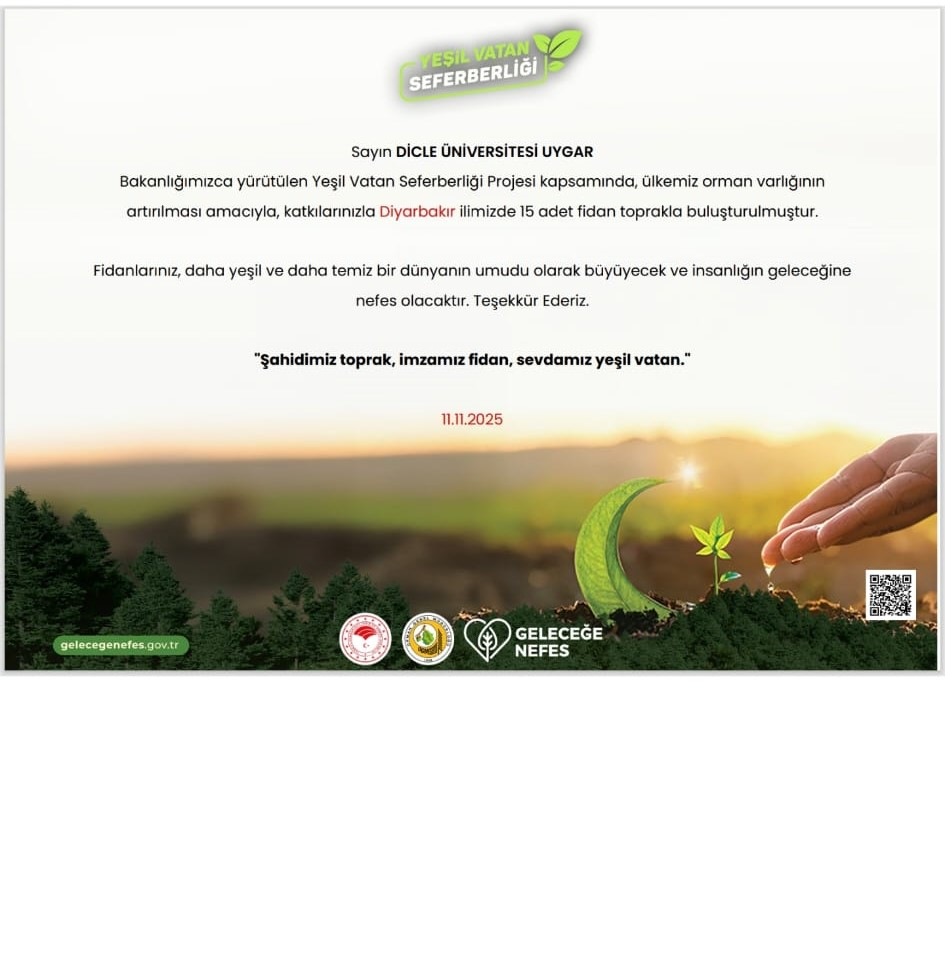 YEŞİL VATAN
SEFERBERLİĞİ
Sayın DİCLE ÜNİVERSİTESİ UYGAR
Bakanlığımızca yürütülen Yeşil Vatan Seferberliği Projesi kapsamında, ülkemiz orman varlığının
artırılması amacıyla, katkılarınızla Diyarbakır ilimizde 15 adet fidan toprakla buluşturulmuştur.
Fidanlarınız, daha yeşil ve daha temiz bir dünyanın umudu olarak büyüyecek ve insanlığın geleceğine
nefes olacaktır. Teşekkür Ederiz.
"Şahidimiz toprak, imzamız fidan, sevdamız yeşil vatan."
11.11.2025
gelecegenefes.gov.tr
GELECEĞE
NEFES